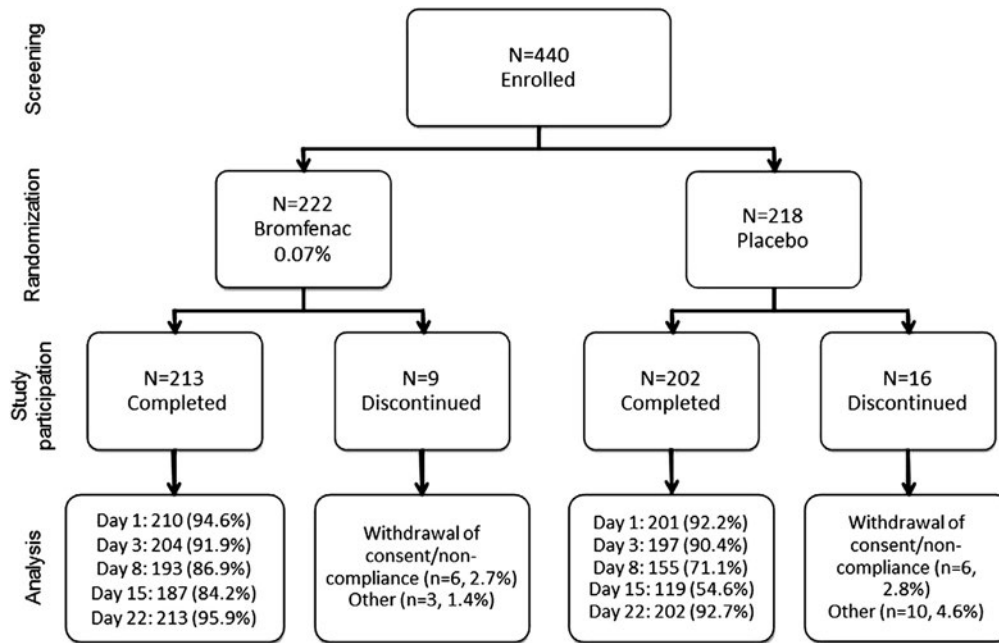 Screening
N=440
Enrolled
Randomization
N=222
Bromfenac
0.07%
N=218
Placebo
Study
participation
N=213
Completed
N=9
Discontinued
N=202
Completed
N=16
Discontinued
Analysis
Day 1: 210 (94.6%)
Day 3: 204 (91.9%)
Day 8: 193 (86.9%)
Day 15: 187 (84.2%)
Day 22: 213 (95.9%)
Withdrawal of
consent/non-
compliance (n=6, 2.7%)
Other (n=3, 1.4%)
Day 1: 201 (92.2%)
Day 3: 197 (90.4%)
Day 8: 155 (71.1%)
Day 15: 119 (54.6%)
Day 22: 202 (92.7%)
Withdrawal of
consent/non-
compliance (n=6,
2.8%)
Other (n=10, 4.6%)